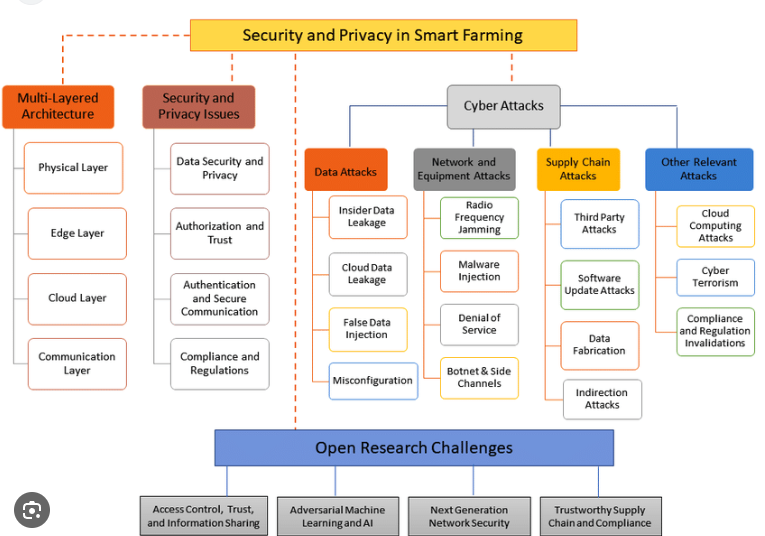 Security and Privacy in Smart Farming
Multi-Layered
Architecture
Physical Layer
Edge Layer
Cloud Layer
Communication
Layer
Security and
Privacy Issues
Data Security and
Privacy
Authorization and
Trust
Authentication
and Secure
Communication
Compliance and
Regulations
Cyber Attacks
Data Attacks
Insider Data
Leakage
Cloud Data
Leakage
False Data
Injection
Misconfiguration
Network and
Equipment Attacks
Radio
Frequency
Jamming
Malware
Injection
Denial of
Service
Botnet & Side
Channels
Supply Chain
Attacks
Third Party
Attacks
Software
Update Attacks
Data
Fabrication
Indirection
Attacks
Other Relevant
Attacks
Cloud
Computing
Attacks
Cyber
Terrorism
Compliance
and Regulation
Invalidations
Open Research Challenges
Access Control, Trust,
and Information Sharing
Adversarial Machine
Learning and AI
Next Generation
Network Security
Trustworthy Supply
Chain and Compliance